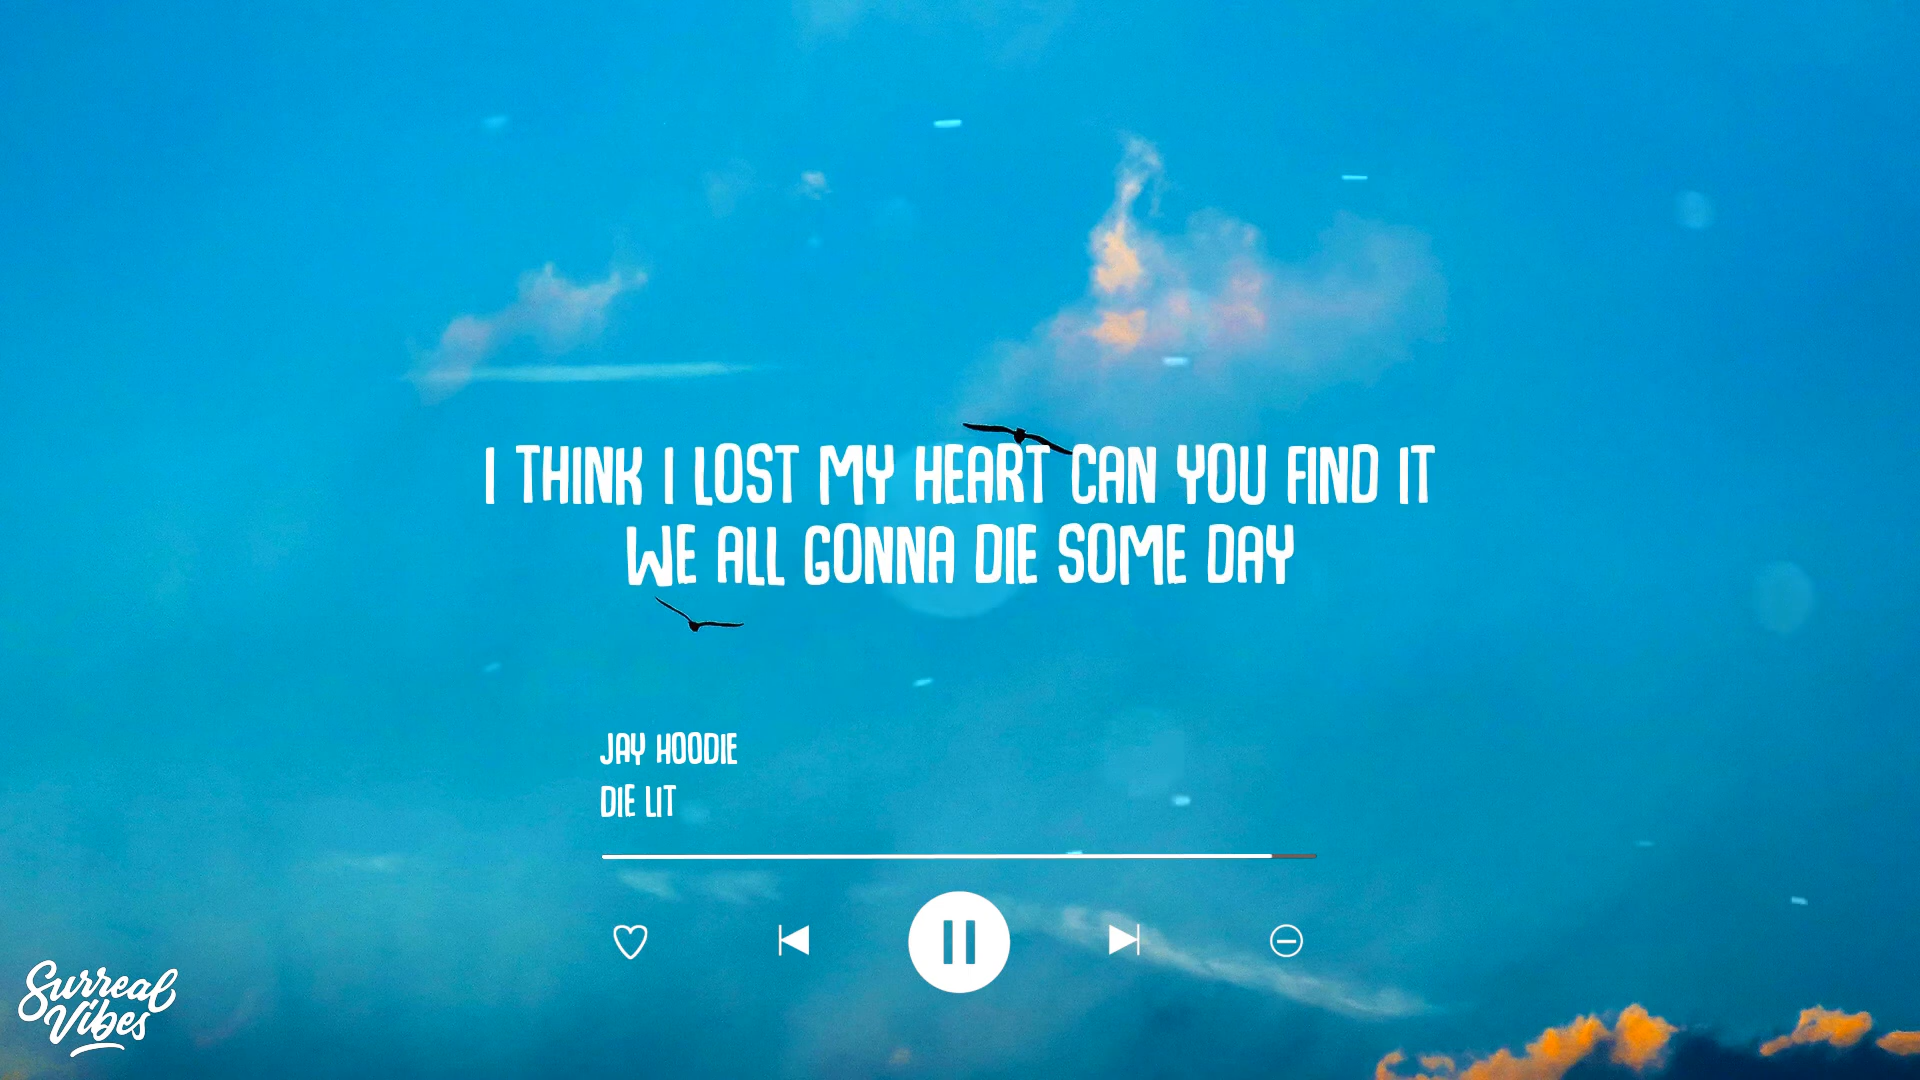 I THINK I LOST MY HEART CAN YOU FIND IT
WE ALL GONNA DIE SOME DAY
JAY HOODIE
DIE LIT
Surreal
Vibes